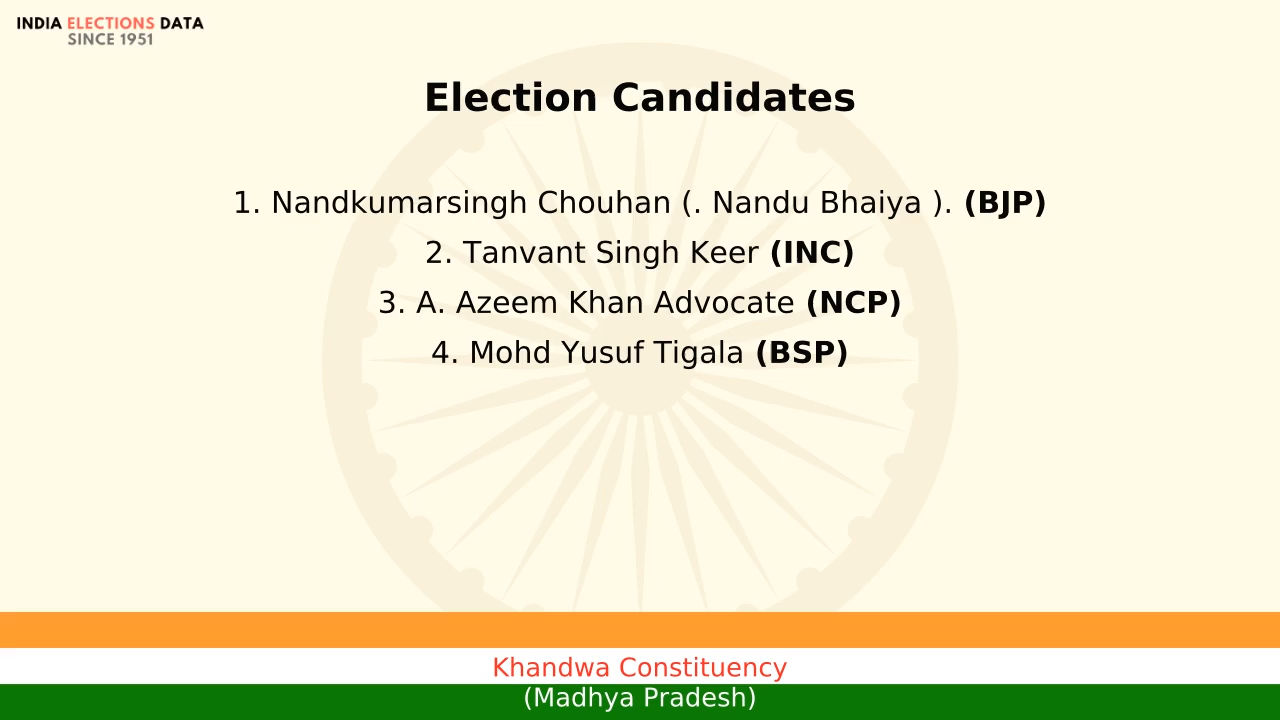 INDIA ELECTIONS DATA
SINCE 1951
Election Candidates
1. Nandkumarsingh Chouhan (. Nandu Bhaiya ). (BJP)
2. Tanvant Singh Keer (INC)
3. A. Azeem Khan Advocate (NCP)
4. Mohd Yusuf Tigala (BSP)
Khandwa Constituency
(Madhya Pradesh)